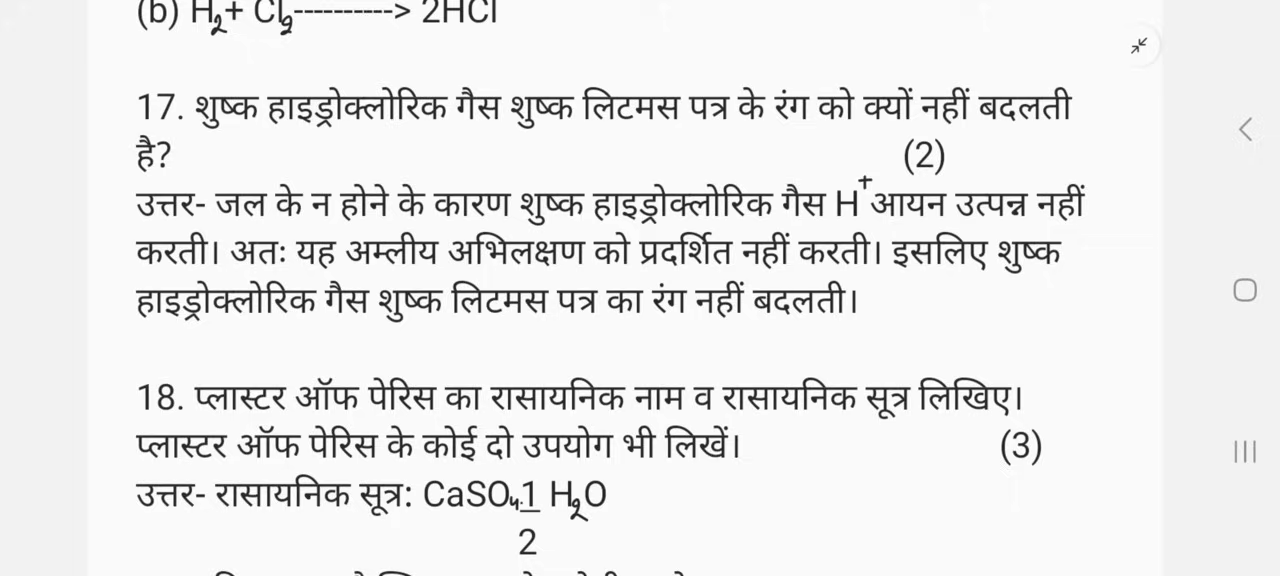 (b) H₂+ Cl₂----------> 2HCl
17. शुष्क हाइड्रोक्लोरिक गैस शुष्क लिटमस पत्र के रंग को क्यों नहीं बदलती
है? (2)
उत्तर- जल के न होने के कारण शुष्क हाइड्रोक्लोरिक गैस H⁺आयन उत्पन्न नहीं
करती। अतः यह अम्लीय अभिलक्षण को प्रदर्शित नहीं करती। इसलिए शुष्क
हाइड्रोक्लोरिक गैस शुष्क लिटमस पत्र का रंग नहीं बदलती।
18. प्लास्टर ऑफ पेरिस का रासायनिक नाम व रासायनिक सूत्र लिखिए।
प्लास्टर ऑफ पेरिस के कोई दो उपयोग भी लिखें। (3)
उत्तर- रासायनिक सूत्र: CaSO₄.1 H₂O
2